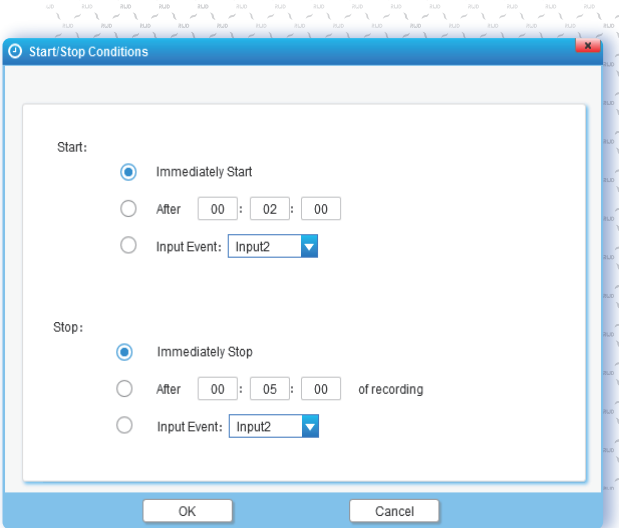 Start/Stop Conditions
Start:
Immediately Start
After 00 : 02 : 00
Input Event: Input2
Stop:
Immediately Stop
After 00 : 05 : 00 of recording
Input Event: Input2
OK Cancel